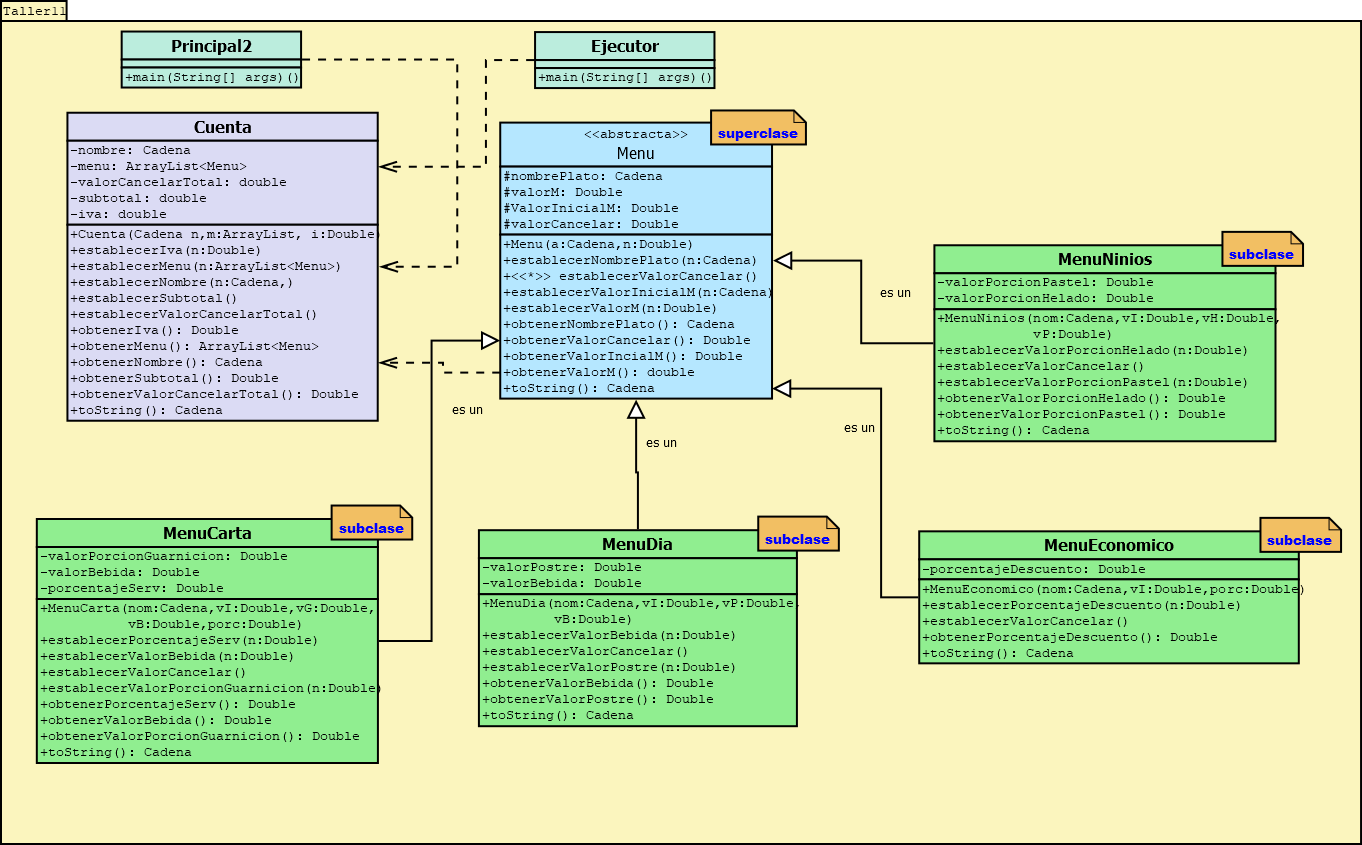 Taller11
Principal2
+main(String[] args)()
Ejecutor
+main(String[] args)()
Cuenta
-nombre: Cadena
-menu: ArrayList<Menu>
-valorCancelarTotal: double
-subtotal: double
-iva: double
+Cuenta(Cadena n,m:ArrayList, i:Double)
+establecerIva(n:Double)
+establecerMenu(n:ArrayList<Menu>)
+establecerNombre(n:Cadena,)
+establecerSubtotal()
+establecerValorCancelarTotal()
+obtenerIva(): Double
+obtenerMenu(): ArrayList<Menu>
+obtenerNombre(): Cadena
+obtenerSubtotal(): Double
+obtenerValorCancelarTotal(): Double
+toString(): Cadena
superclase
<<abstracta>>
Menu
#nombrePlato: Cadena
#valorM: Double
#ValorInicialM: Double
#valorCancelar: Double
+Menu(a:Cadena,n:Double)
+establecerNombrePlato(n:Cadena)
+<<*>> establecerValorCancelar()
+establecerValorInicialM(n:Cadena)
+establecerValorM(n:Double)
+obtenerNombrePlato(): Cadena
+obtenerValorCancelar(): Double
+obtenerValorIncialM(): Double
+obtenerValorM(): double
+toString(): Cadena
subclase
MenuNinios
-valorPorcionPastel: Double
-valorPorcionHelado: Double
+MenuNinios(nom:Cadena,vI:Double,vH:Double,
vP:Double)
+establecerValorPorcionHelado(n:Double)
+establecerValorCancelar()
+establecerValorPorcionPastel(n:Double)
+obtenerValorPorcionHelado(): Double
+obtenerValorPorcionPastel(): Double
+toString(): Cadena
es un
es un
es un
es un
subclase
MenuCarta
-valorPorcionGuarnicion: Double
-valorBebida: Double
-porcentajeServ: Double
+MenuCarta(nom:Cadena,vI:Double,vG:Double,
vB:Double,porc:Double)
+establecerPorcentajeServ(n:Double)
+establecerValorBebida(n:Double)
+establecerValorCancelar()
+establecerValorPorcionGuarnicion(n:Double)
+obtenerPorcentajeServ(): Double
+obtenerValorBebida(): Double
+obtenerValorPorcionGuarnicion(): Double
+toString(): Cadena
subclase
MenuDia
-valorPostre: Double
-valorBebida: Double
+MenuDia(nom:Cadena,vI:Double,vP:Double,
vB:Double)
+establecerValorBebida(n:Double)
+establecerValorCancelar()
+establecerValorPostre(n:Double)
+obtenerValorBebida(): Double
+obtenerValorPostre(): Double
+toString(): Cadena
subclase
MenuEconomico
-porcentajeDescuento: Double
+MenuEconomico(nom:Cadena,vI:Double,porc:Double)
+establecerPorcentajeDescuento(n:Double)
+establecerValorCancelar()
+obtenerPorcentajeDescuento(): Double
+toString(): Cadena